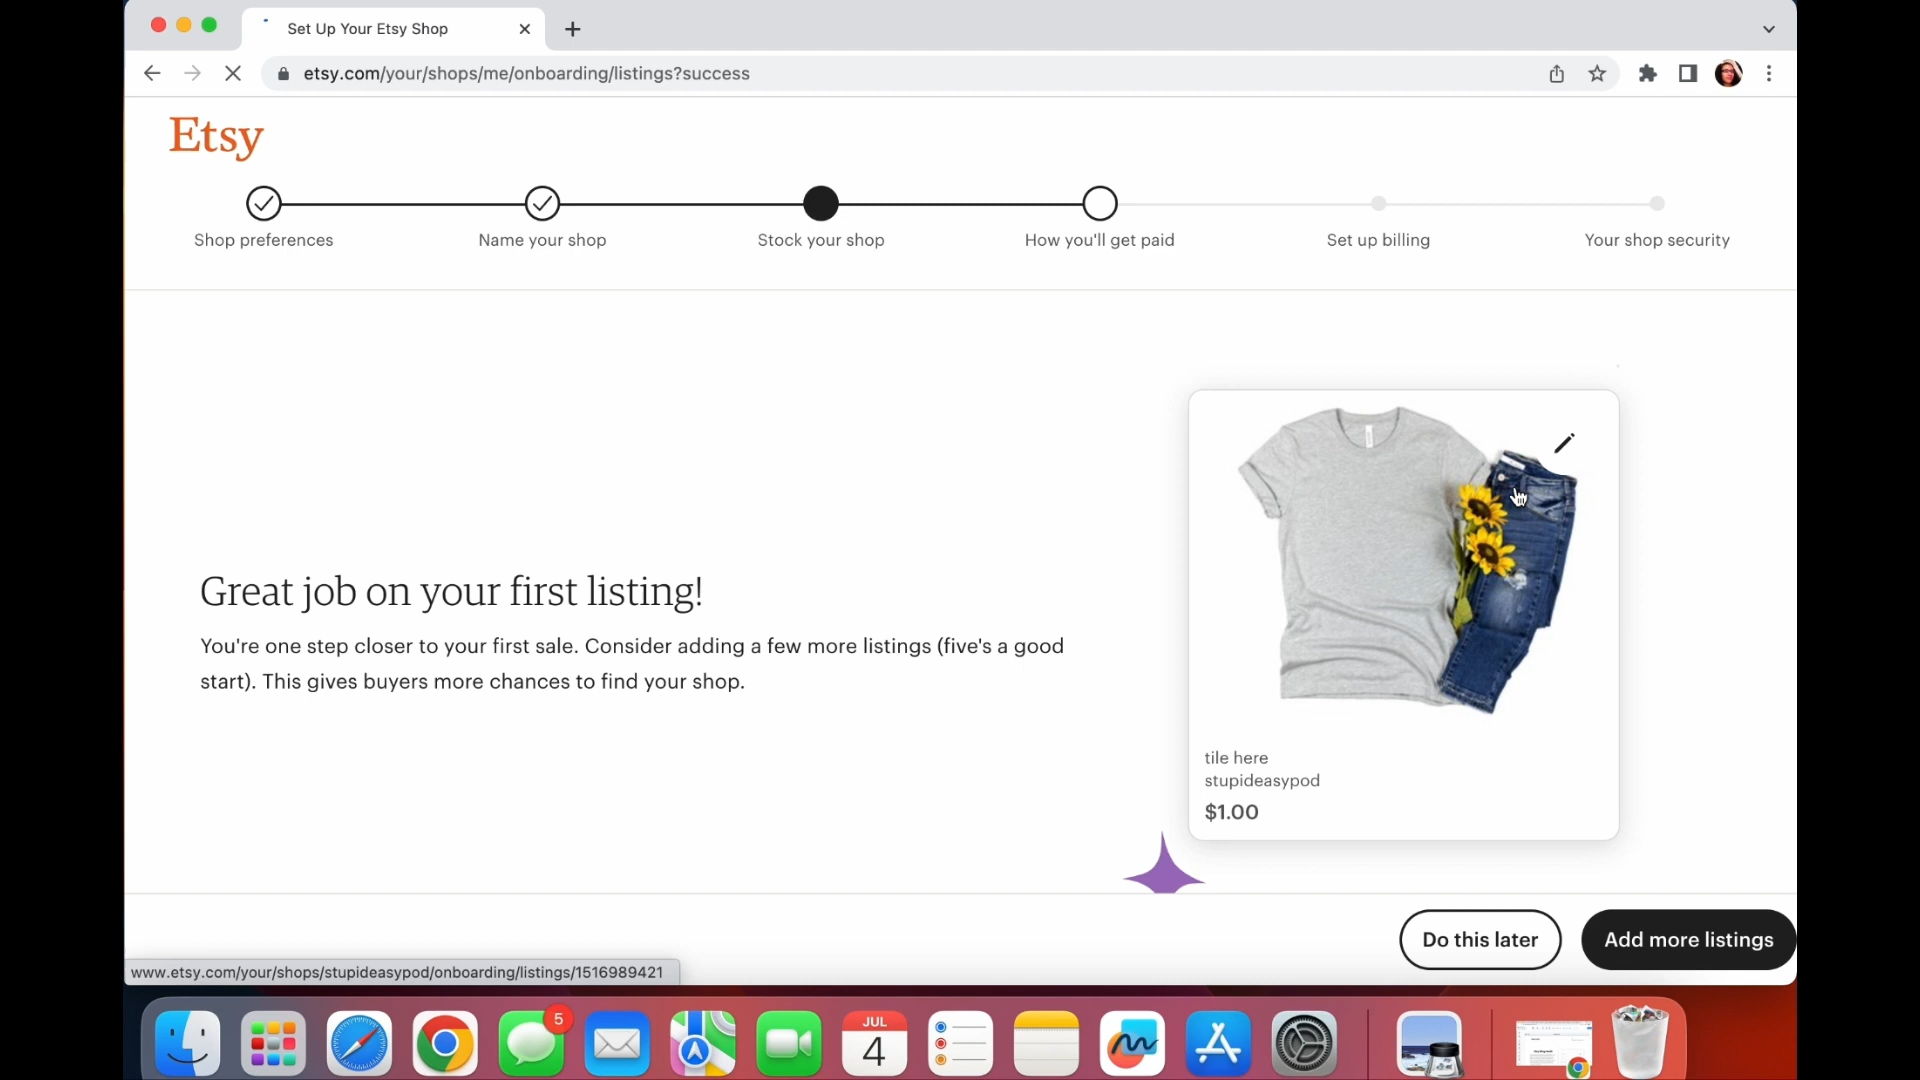 Set Up Your Etsy Shop
etsy.com/your/shops/me/onboarding/listings?success
Etsy
Shop preferences
Name your shop
Stock your shop
How you'll get paid
Set up billing
Your shop security
Great job on your first listing!
You're one step closer to your first sale. Consider adding a few more listings (five's a good
start). This gives buyers more chances to find your shop.
tile here
stupideasypod
$1.00
Do this later
Add more listings
www.etsy.com/your/shops/stupideasypod/onboarding/listings/1516989421
5
JUL
4